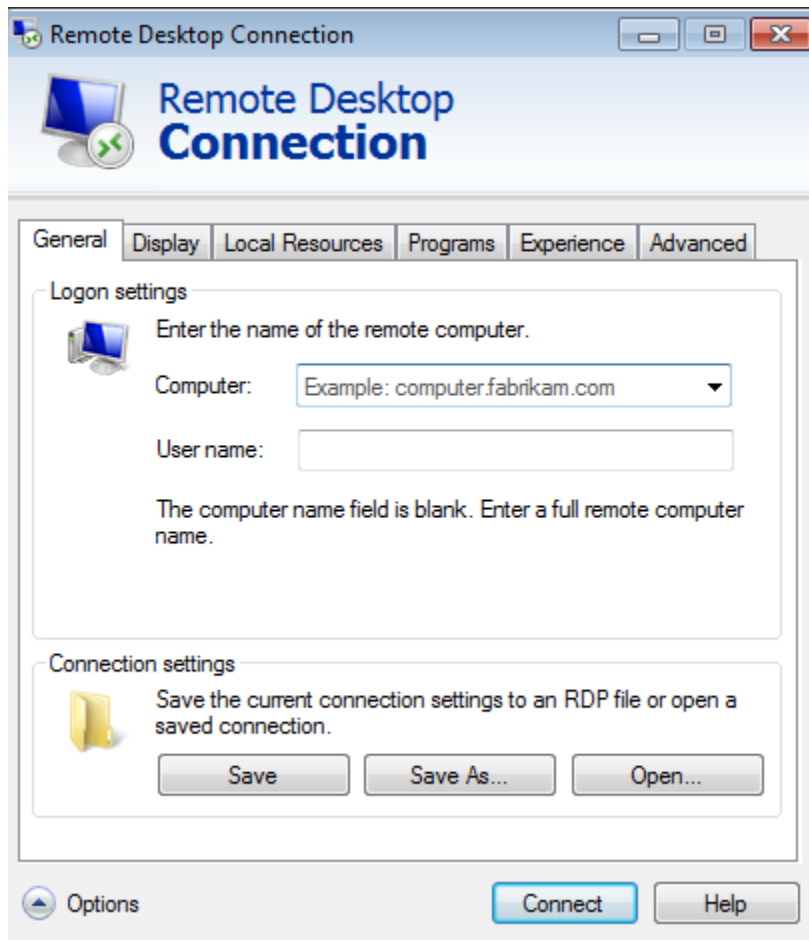 Remote Desktop Connection
Remote Desktop
Connection
General Display Local Resources Programs Experience Advanced
Logon settings
Enter the name of the remote computer.
Computer: Example: computer.fabrikam.com
User name:
The computer name field is blank. Enter a full remote computer
name.
Connection settings
Save the current connection settings to an RDP file or open a
saved connection.
Save Save As... Open...
Options Connect Help